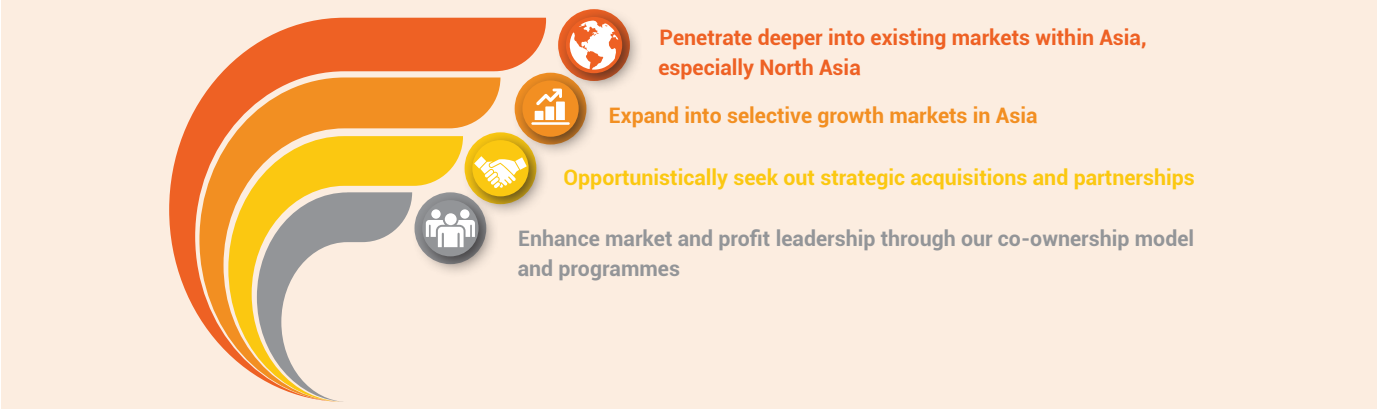 Penetrate deeper into existing markets within Asia,
especially North Asia
Expand into selective growth markets in Asia
Opportunistically seek out strategic acquisitions and partnerships
Enhance market and profit leadership through our co-ownership model
and programmes